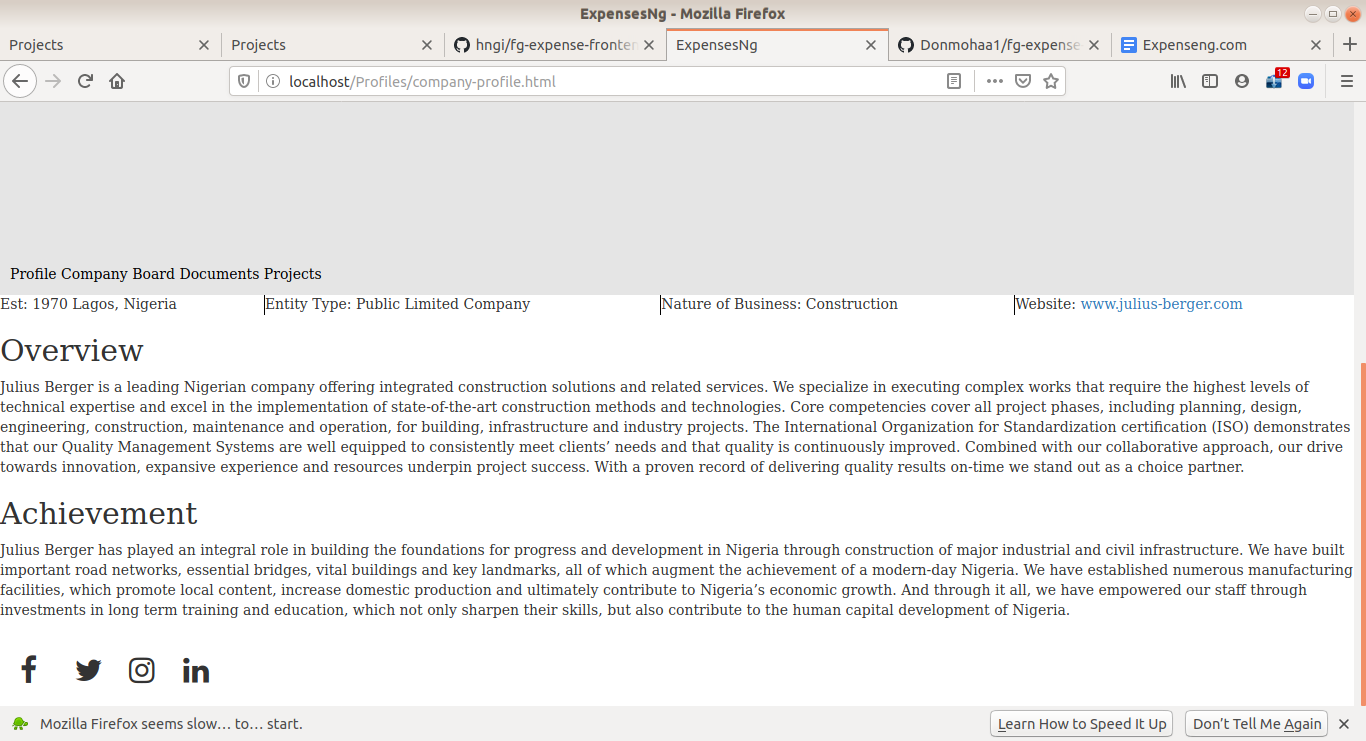 ExpensesNg - Mozilla Firefox
Projects
Projects
hngi/fg-expense-fronten
ExpensesNg
Donmohaa1/fg-expense
Expenseng.com
localhost/Profiles/company-profile.html
12
Profile Company Board Documents Projects
Est: 1970 Lagos, Nigeria Entity Type: Public Limited Company Nature of Business: Construction Website: www.julius-berger.com
Overview
Julius Berger is a leading Nigerian company offering integrated construction solutions and related services. We specialize in executing complex works that require the highest levels of
technical expertise and excel in the implementation of state-of-the-art construction methods and technologies. Core competencies cover all project phases, including planning, design,
engineering, construction, maintenance and operation, for building, infrastructure and industry projects. The International Organization for Standardization certification (ISO) demonstrates
that our Quality Management Systems are well equipped to consistently meet clients’ needs and that quality is continuously improved. Combined with our collaborative approach, our drive
towards innovation, expansive experience and resources underpin project success. With a proven record of delivering quality results on-time we stand out as a choice partner.
Achievement
Julius Berger has played an integral role in building the foundations for progress and development in Nigeria through construction of major industrial and civil infrastructure. We have built
important road networks, essential bridges, vital buildings and key landmarks, all of which augment the achievement of a modern-day Nigeria. We have established numerous manufacturing
facilities, which promote local content, increase domestic production and ultimately contribute to Nigeria’s economic growth. And through it all, we have empowered our staff through
investments in long term training and education, which not only sharpen their skills, but also contribute to the human capital development of Nigeria.
Mozilla Firefox seems slow… to… start.
Learn How to Speed It Up
Don’t Tell Me Again